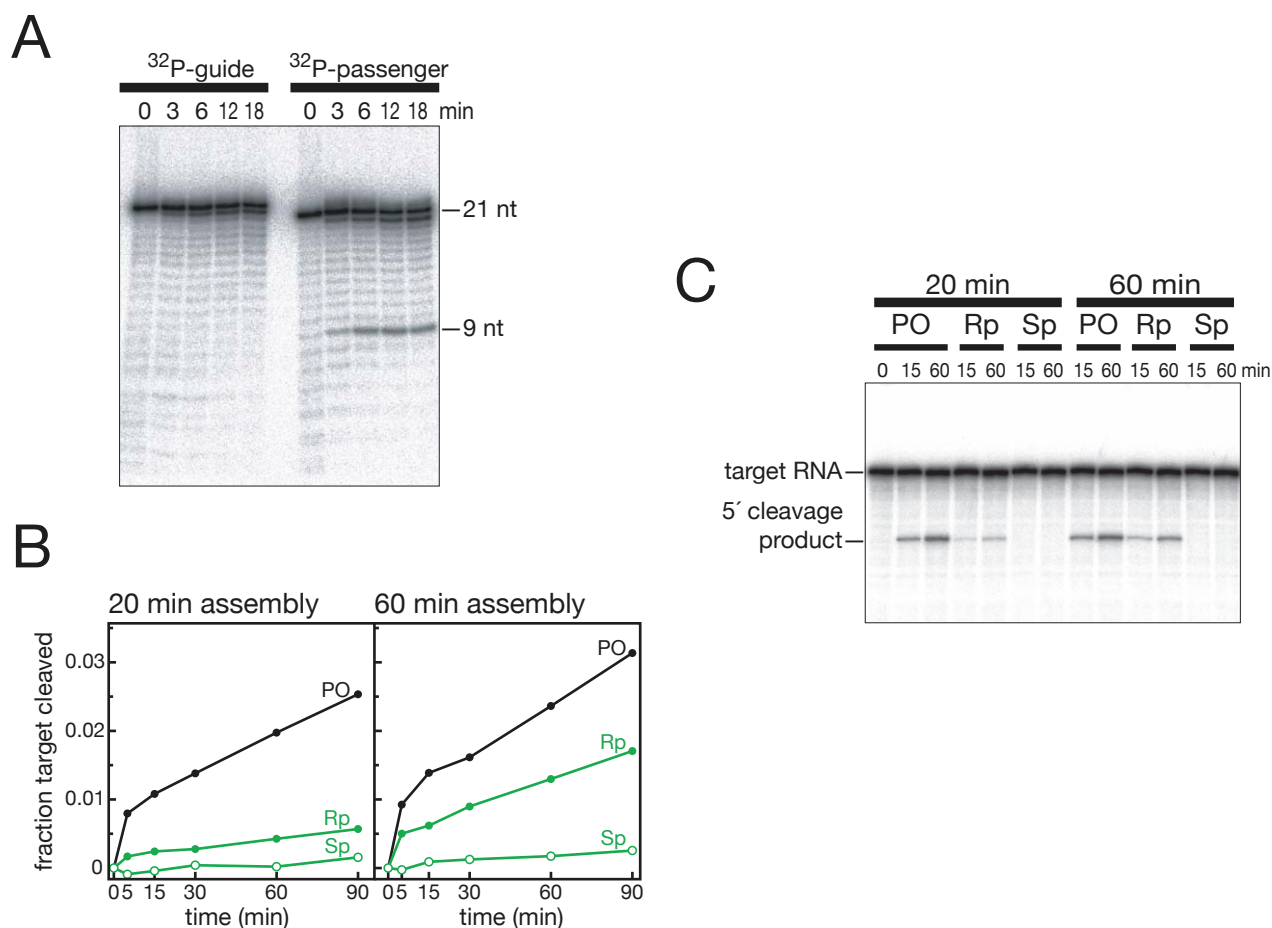 A
³²P-guide ³²P-passenger
0 3 6 12 18 0 3 6 12 18 min
21 nt
9 nt
B
20 min assembly 60 min assembly
fraction target cleaved
0.03
0.02
0.01
0
PO
Rp
Sp
PO
Rp
Sp
0 5 15 30 60 90 0 5 15 30 60 90
time (min) time (min)
C
20 min 60 min
PO Rp Sp PO Rp Sp
0 15 60 15 60 15 60 15 60 15 60 15 60 min
target RNA
5´ cleavage
product